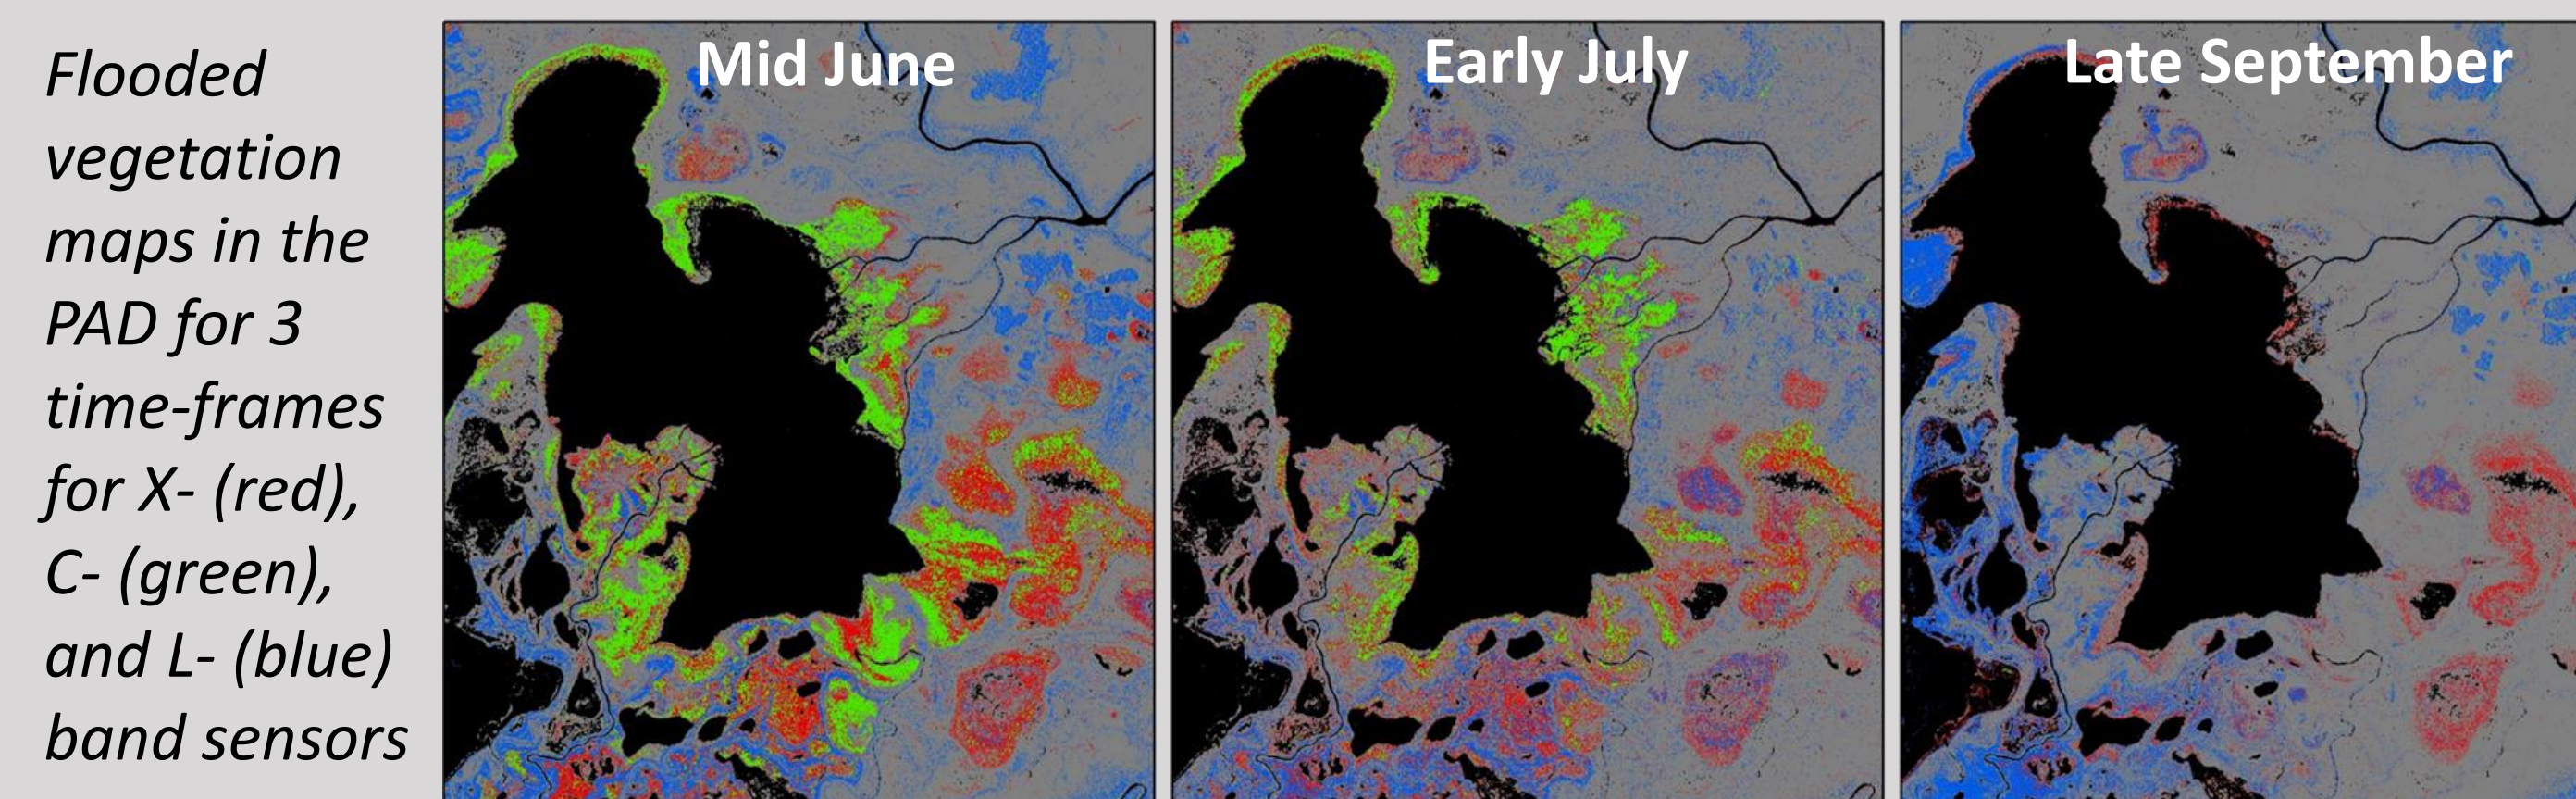 Flooded
vegetation
maps in the
PAD for 3
time-frames
for X- (red),
C- (green),
and L- (blue)
band sensors
Mid June
Early July
Late September